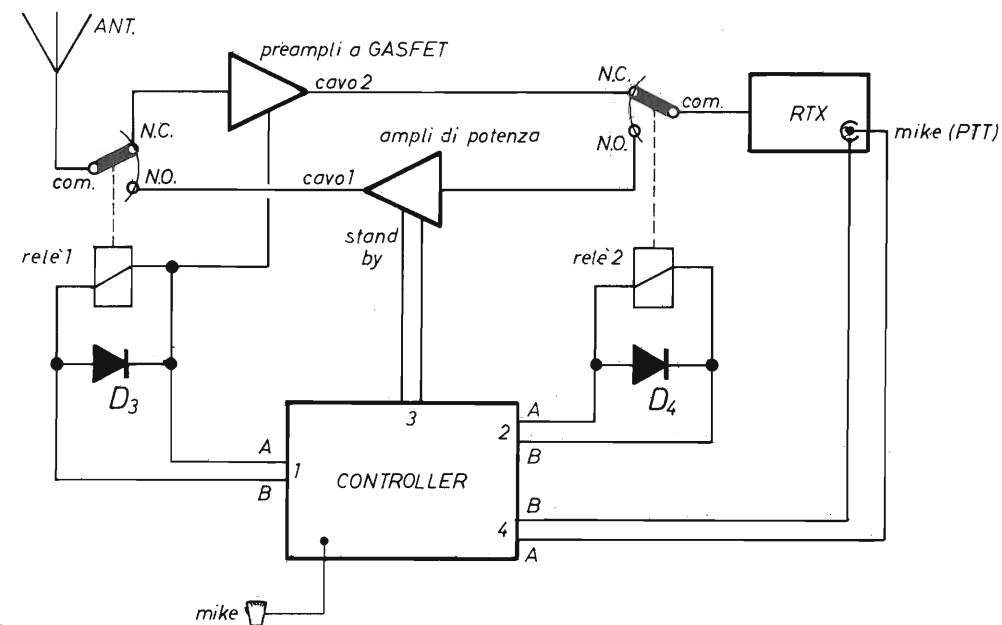 ANT.
preampli a GASFET
cavo 2
N.C.
com.
RTX
mike (PTT)
N.O.
ampli di potenza
N.C.
com.
N.O.
cavo 1
stand
by
relè 1
relè 2
D3
D4
3
A
2
B
A
1
B
CONTROLLER
B
4
A
mike